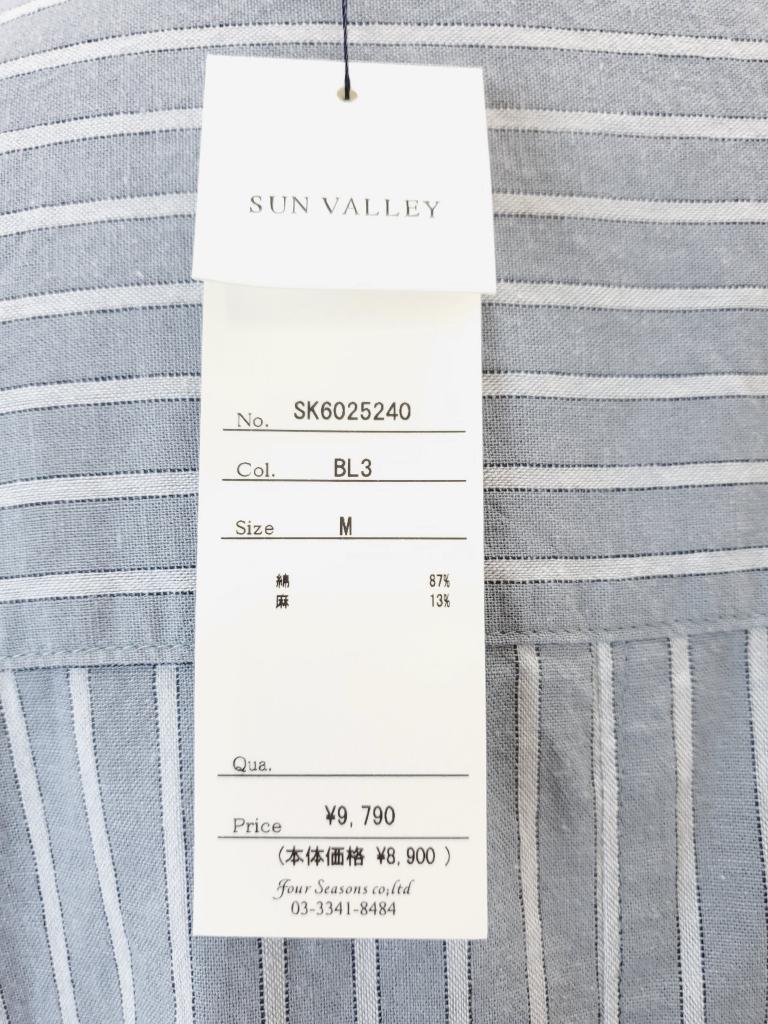 SUN VALLEY
No. SK6025240
Col. BL3
Size M
綿 87%
麻 13%
Qua.
Price ¥9,790
(本体価格 ¥8,900 )
Four Seasons co;ltd
03-3341-8484